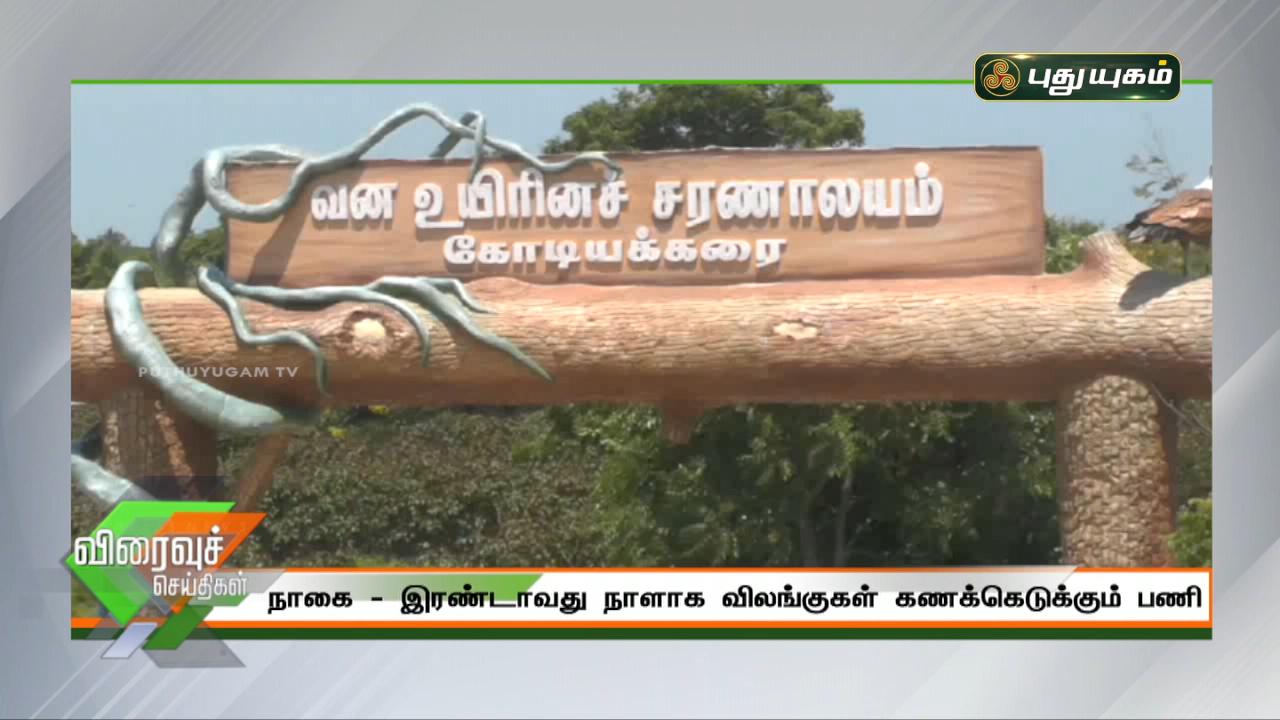 புதுயுகம்
வன உயிரினச் சரணாலயம்
கோடியக்கரை
PUTHUYUGAM TV
விரைவுச்
செய்திகள்
நாகை - இரண்டாவது நாளாக விலங்குகள் கணக்கெடுக்கும் பணி